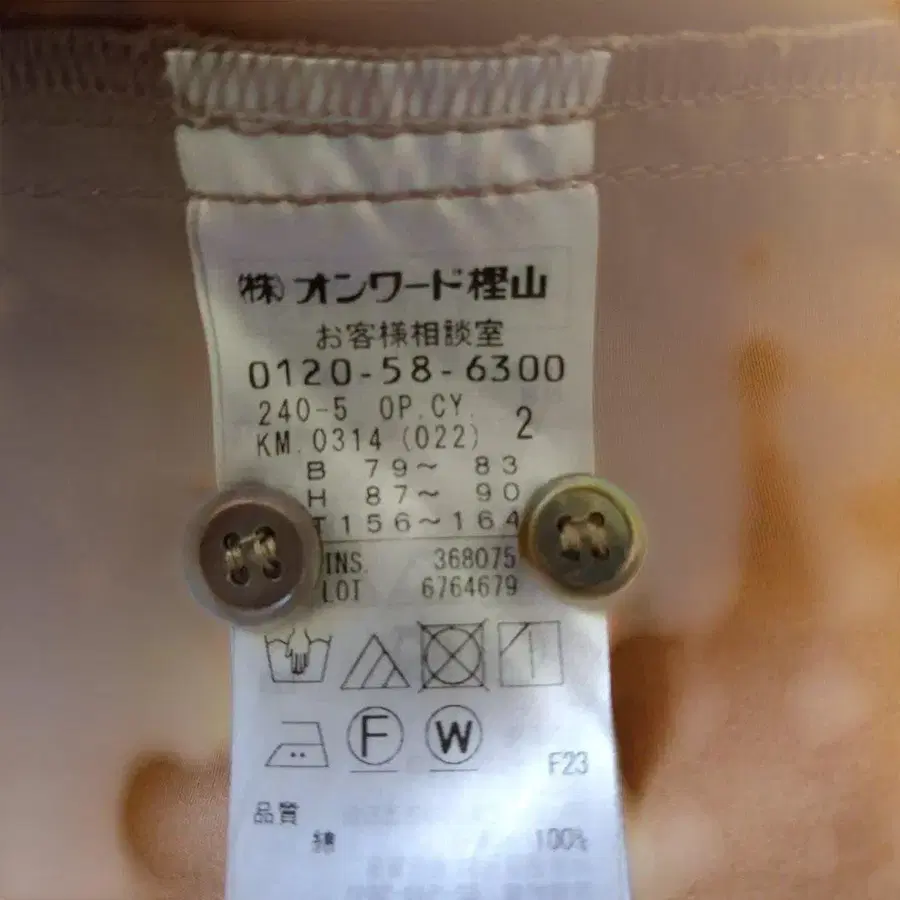 ㈱オンワード樫山
お客様相談室
0120-58-6300
240-5 OP.CY. 2
KM.0314 (022)
B 79~ 83
H 87~ 90
T156~164
INS. 368075
LOT 6764679
F W
F23
品質
綿 100%